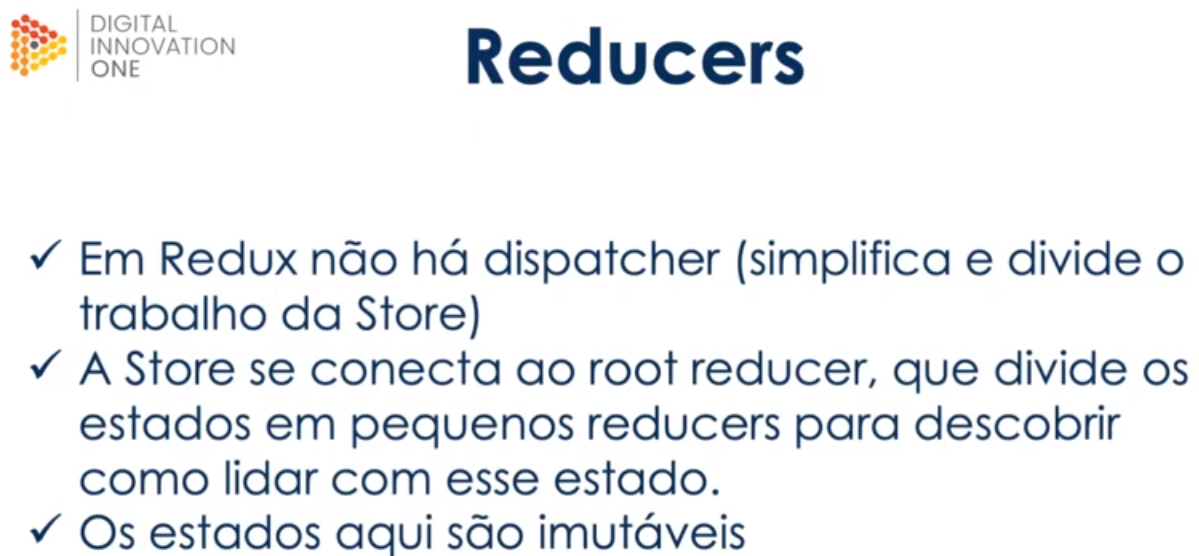 DIGITAL
INNOVATION
ONE
Reducers
✓ Em Redux não há dispatcher (simplifica e divide o
trabalho da Store)
✓ A Store se conecta ao root reducer, que divide os
estados em pequenos reducers para descobrir
como lidar com esse estado.
✓ Os estados aqui são imutáveis